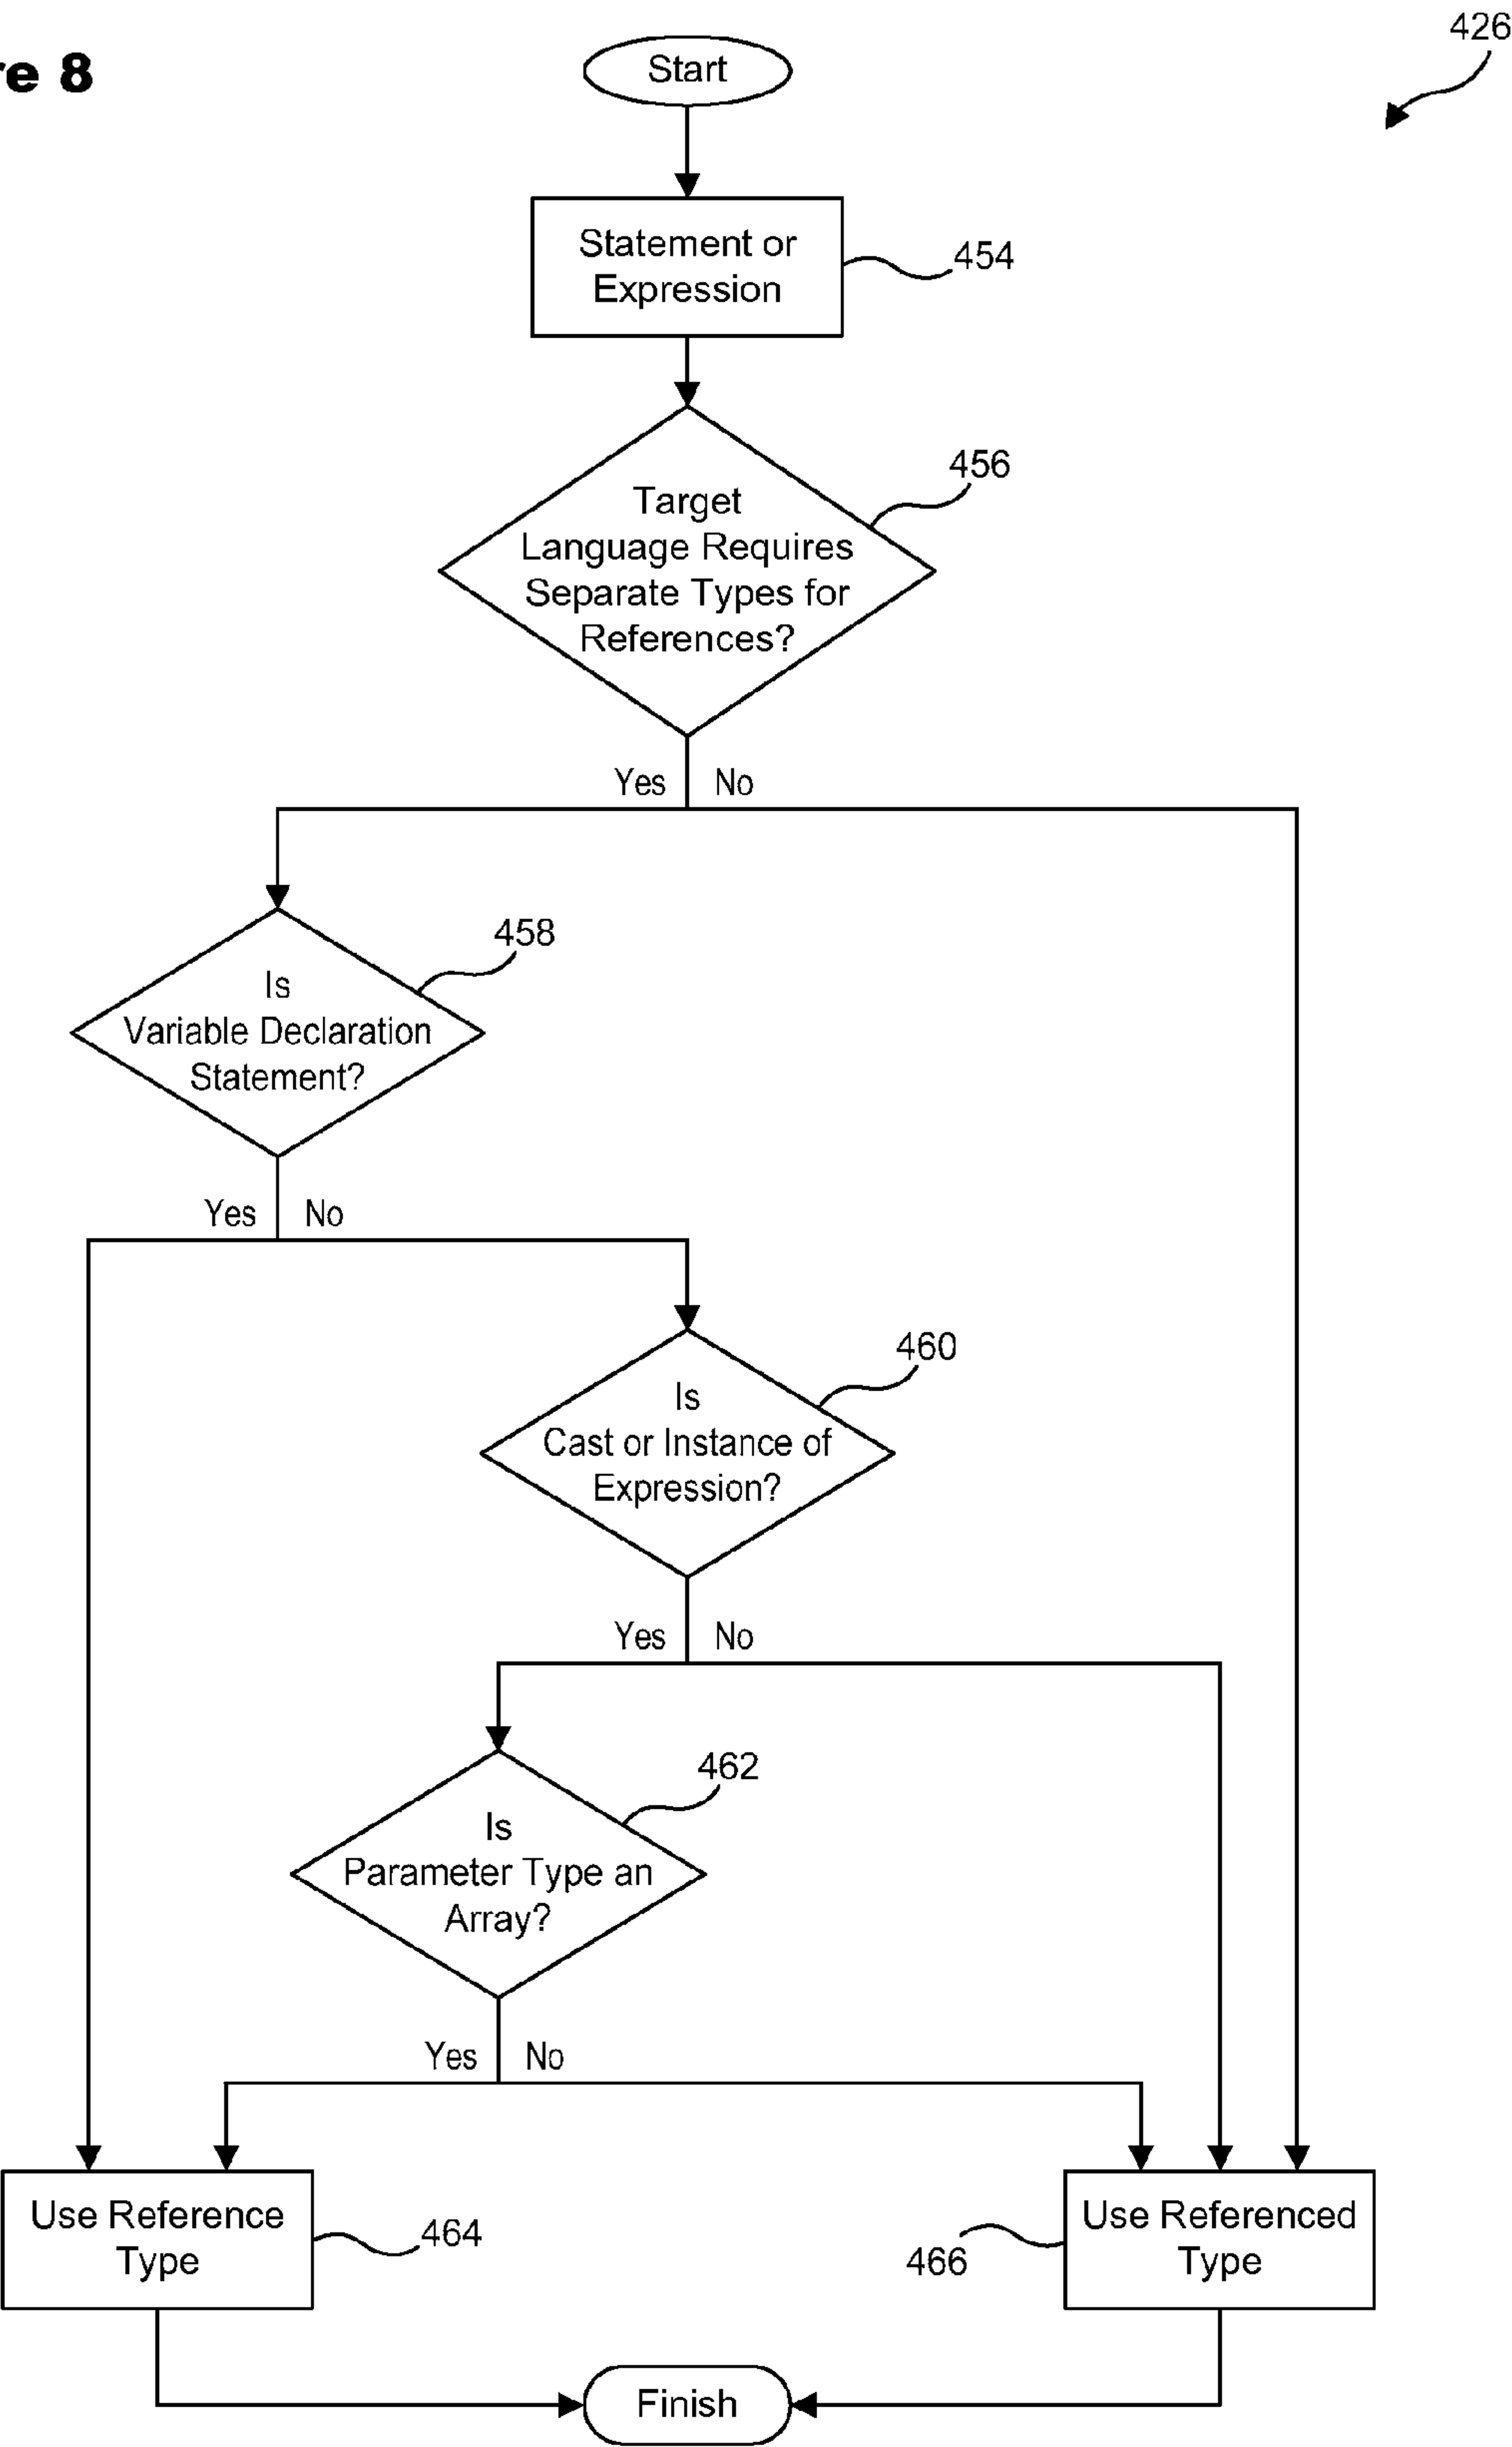 re 8
426
Start
Statement or
Expression
454
456
Target
Language Requires
Separate Types for
References?
Yes
No
458
Is
Variable Declaration
Statement?
Yes
No
460
Is
Cast or Instance of
Expression?
Yes
No
462
Is
Parameter Type an
Array?
Yes
No
Use Reference
Type
464
466
Use Referenced
Type
Finish